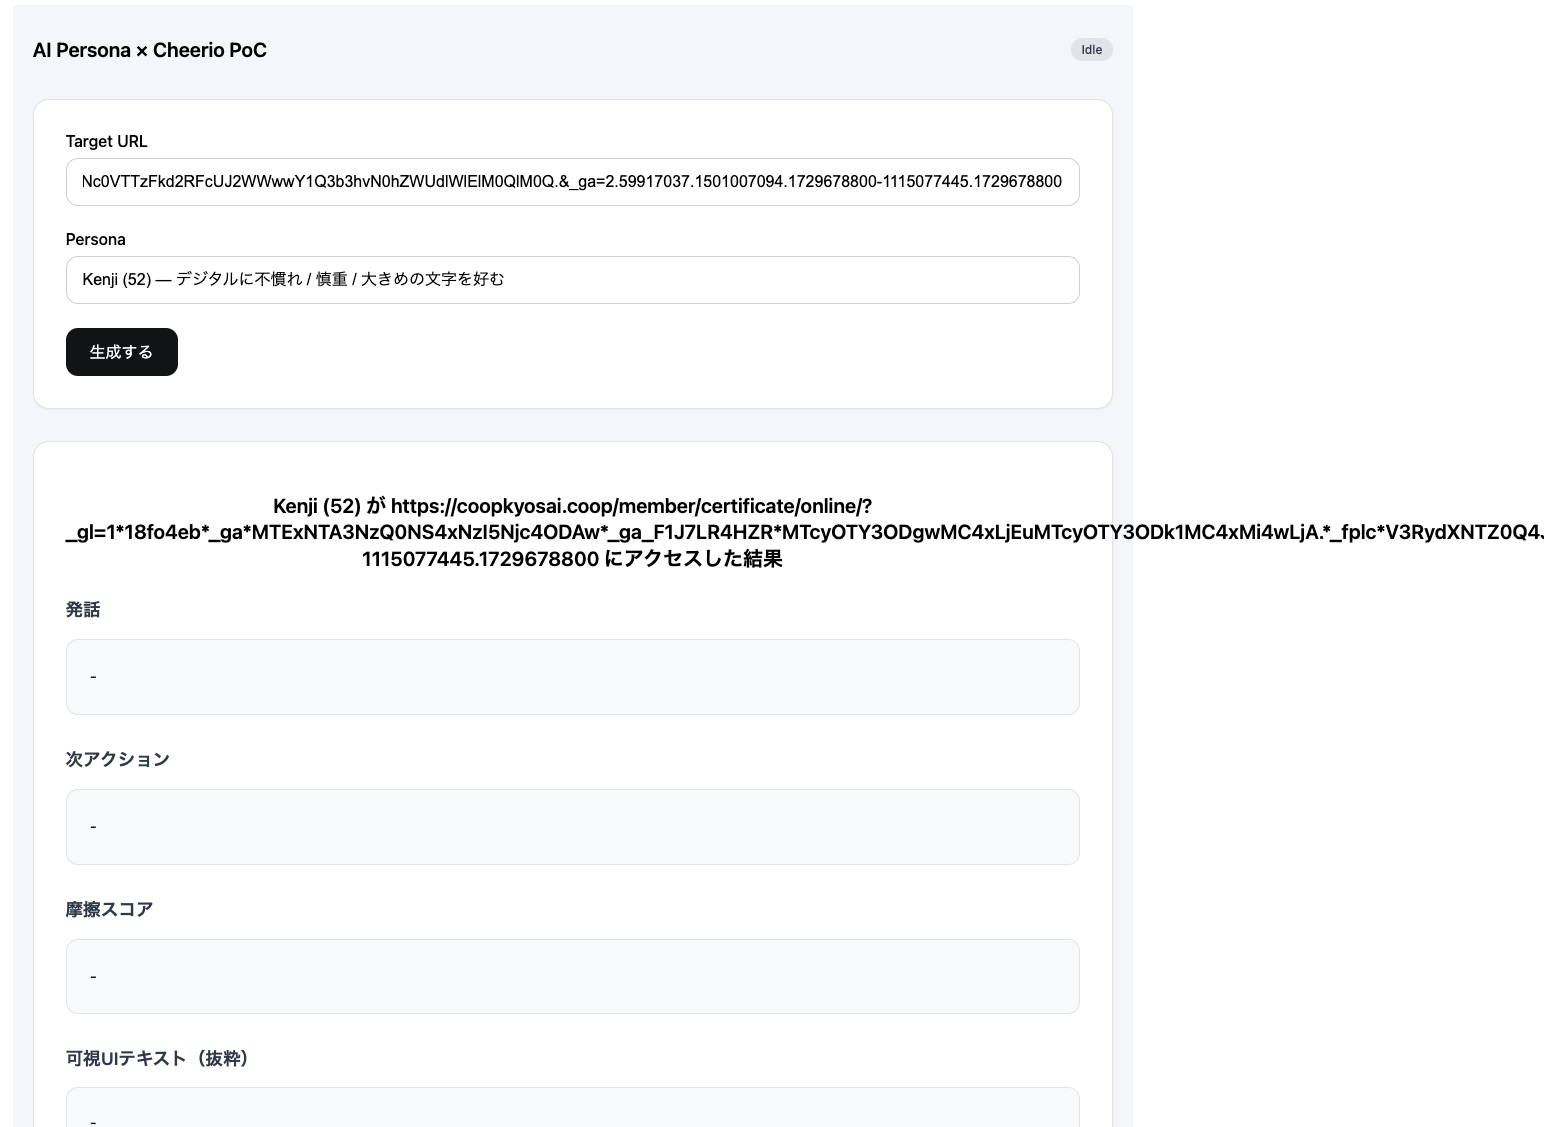 AI Persona × Cheerio PoC
Idle
Target URL
Nc0VTTzFkd2RFcUJ2WWwwY1Q3b3hvN0hZWUdlWlElM0QlM0Q.&_ga=2.59917037.1501007094.1729678800-1115077445.1729678800
Persona
Kenji (52) — デジタルに不慣れ / 慎重 / 大きめの文字を好む
生成する
Kenji (52) が https://coopkyosai.coop/member/certificate/online/?
_gl=1*18fo4eb*_ga*MTExNTA3NzQ0NS4xNzI5Njc4ODAw*_ga_F1J7LR4HZR*MTcyOTY3ODgwMC4xLjEuMTcyOTY3ODk1MC4xMi4wLjA.*_fplc*V3RydXNTZ0Q4J
1115077445.1729678800 にアクセスした結果
発話
-
次アクション
-
摩擦スコア
-
可視UIテキスト（抜粋）
-